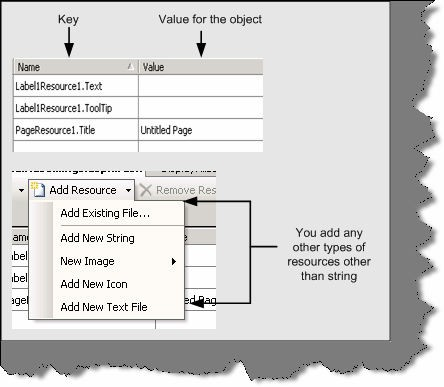 Key Value for the object
Name Value
Label1Resource1.Text
Label1Resource1.ToolTip
PageResource1.Title Untitled Page
Add Resource Remove Res
Add Existing File...
Add New String
New Image
Add New Icon
Add New Text File
You add any
other types of
resources other
than string